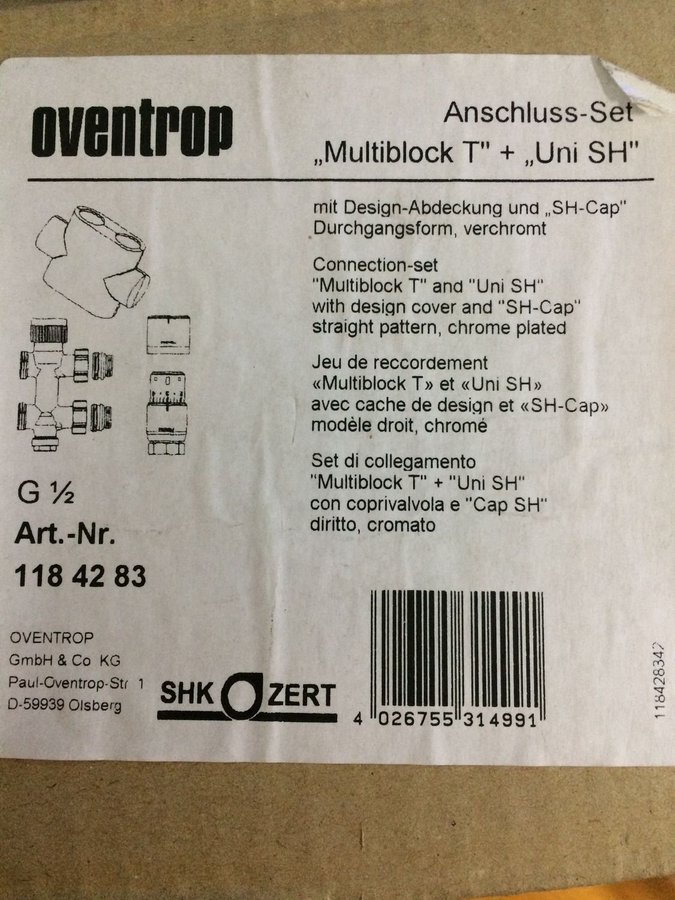 oventrop
Anschluss-Set
„Multiblock T" + „Uni SH"
mit Design-Abdeckung und „SH-Cap"
Durchgangsform, verchromt
Connection-set
"Multiblock T" and "Uni SH"
with design cover and "SH-Cap"
straight pattern, chrome plated
Jeu de reccordement
«Multiblock T» et «Uni SH»
avec cache de design et «SH-Cap»
modèle droit, chromé
Set di collegamento
"Multiblock T" + "Uni SH"
con coprivalvola e "Cap SH"
diritto, cromato
G ½
Art.-Nr.
118 42 83
OVENTROP
GmbH & Co KG
Paul-Oventrop-Str 1
D-59939 Olsberg
SHK ZERT
4 026755 314991
118428342